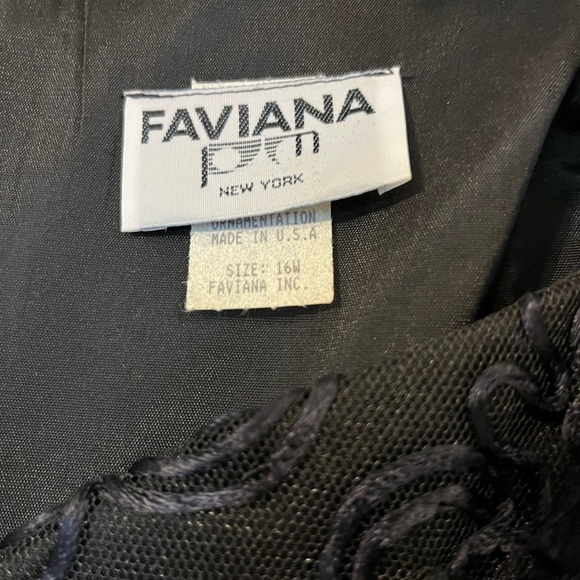 FAVIANA
pm
NEW YORK
ORNAMENTATION
MADE IN U.S.A
SIZE: 16W
FAVIANA INC.